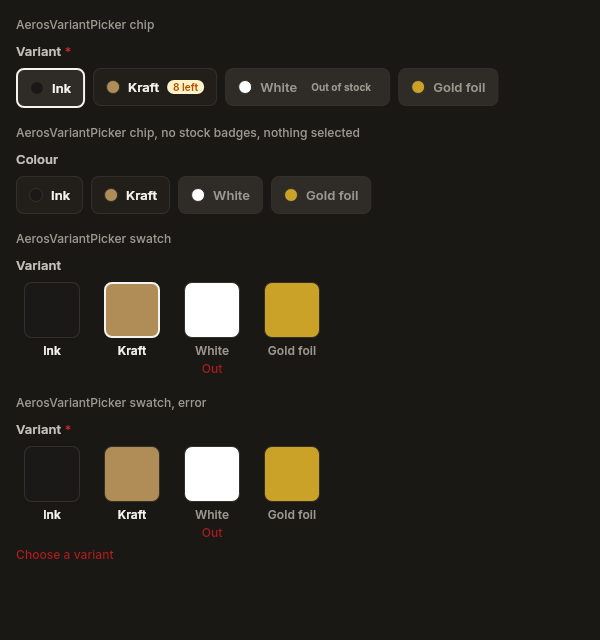 AerosVariantPicker chip
Variant *
Ink Kraft 8 left White Out of stock Gold foil
AerosVariantPicker chip, no stock badges, nothing selected
Colour
Ink Kraft White Gold foil
AerosVariantPicker swatch
Variant
Ink Kraft White Gold foil
Out
AerosVariantPicker swatch, error
Variant *
Ink Kraft White Gold foil
Out
Choose a variant